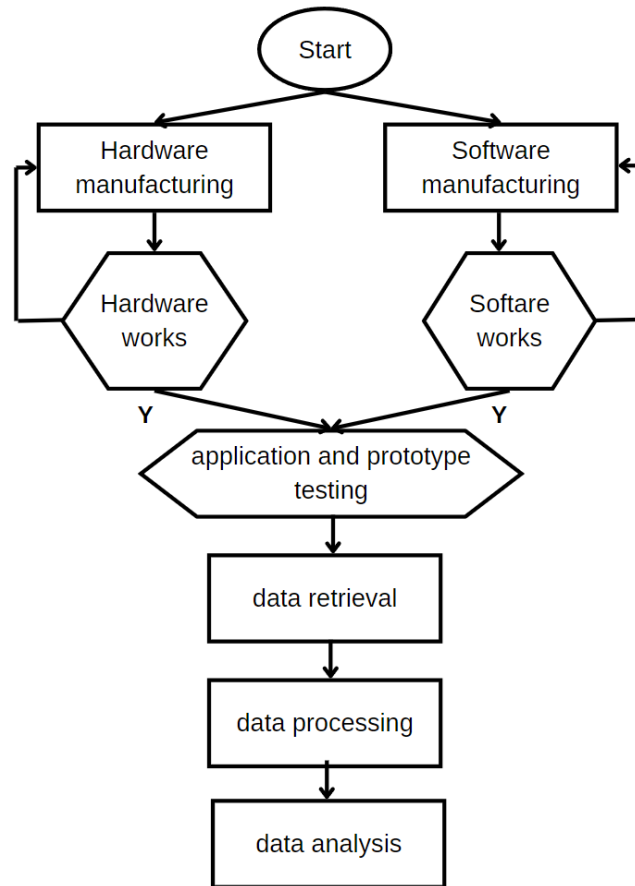 Start
Hardware
manufacturing
Software
manufacturing
Hardware
works
Softare
works
Y
Y
application and prototype
testing
data retrieval
data processing
data analysis